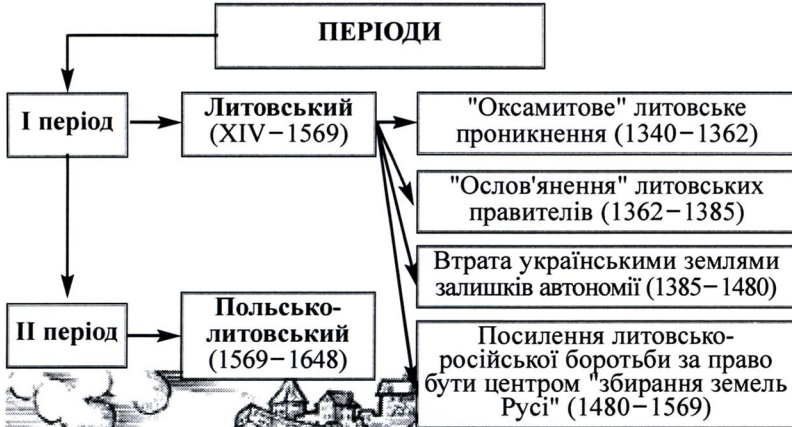 ПЕРІОДИ
І період
Литовський
(XIV–1569)
"Оксамитове" литовське
проникнення (1340–1362)
"Ослов'янення" литовських
правителів (1362–1385)
Втрата українськими землями
залишків автономії (1385–1480)
ІІ період
Польсько-
литовський
(1569–1648)
Посилення литовсько-
російської боротьби за право
бути центром "збирання земель
Русі" (1480–1569)